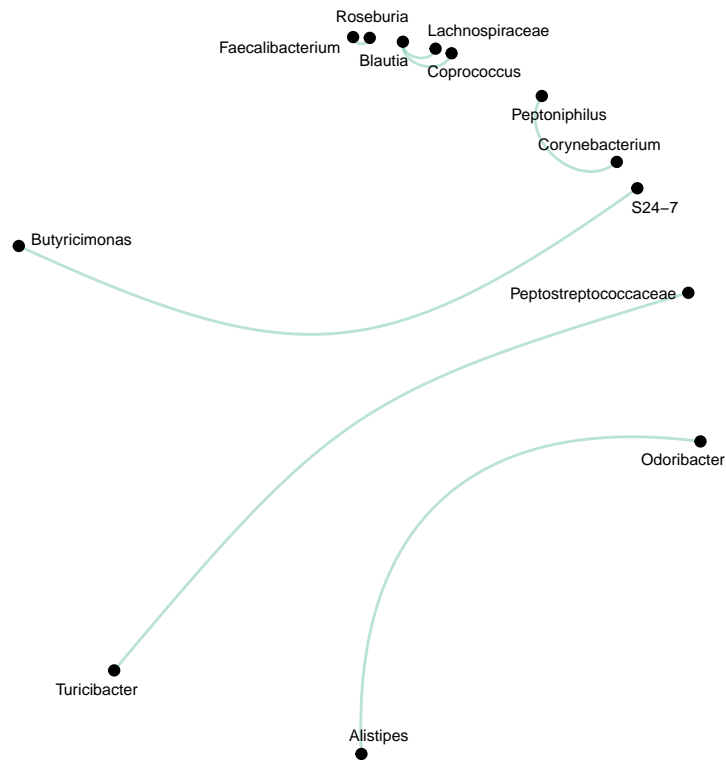 Roseburia
Lachnospiraceae
Faecalibacterium
Blautia
Coprococcus
Peptoniphilus
Corynebacterium
S24−7
Butyricimonas
Peptostreptococcaceae
Odoribacter
Turicibacter
Alistipes